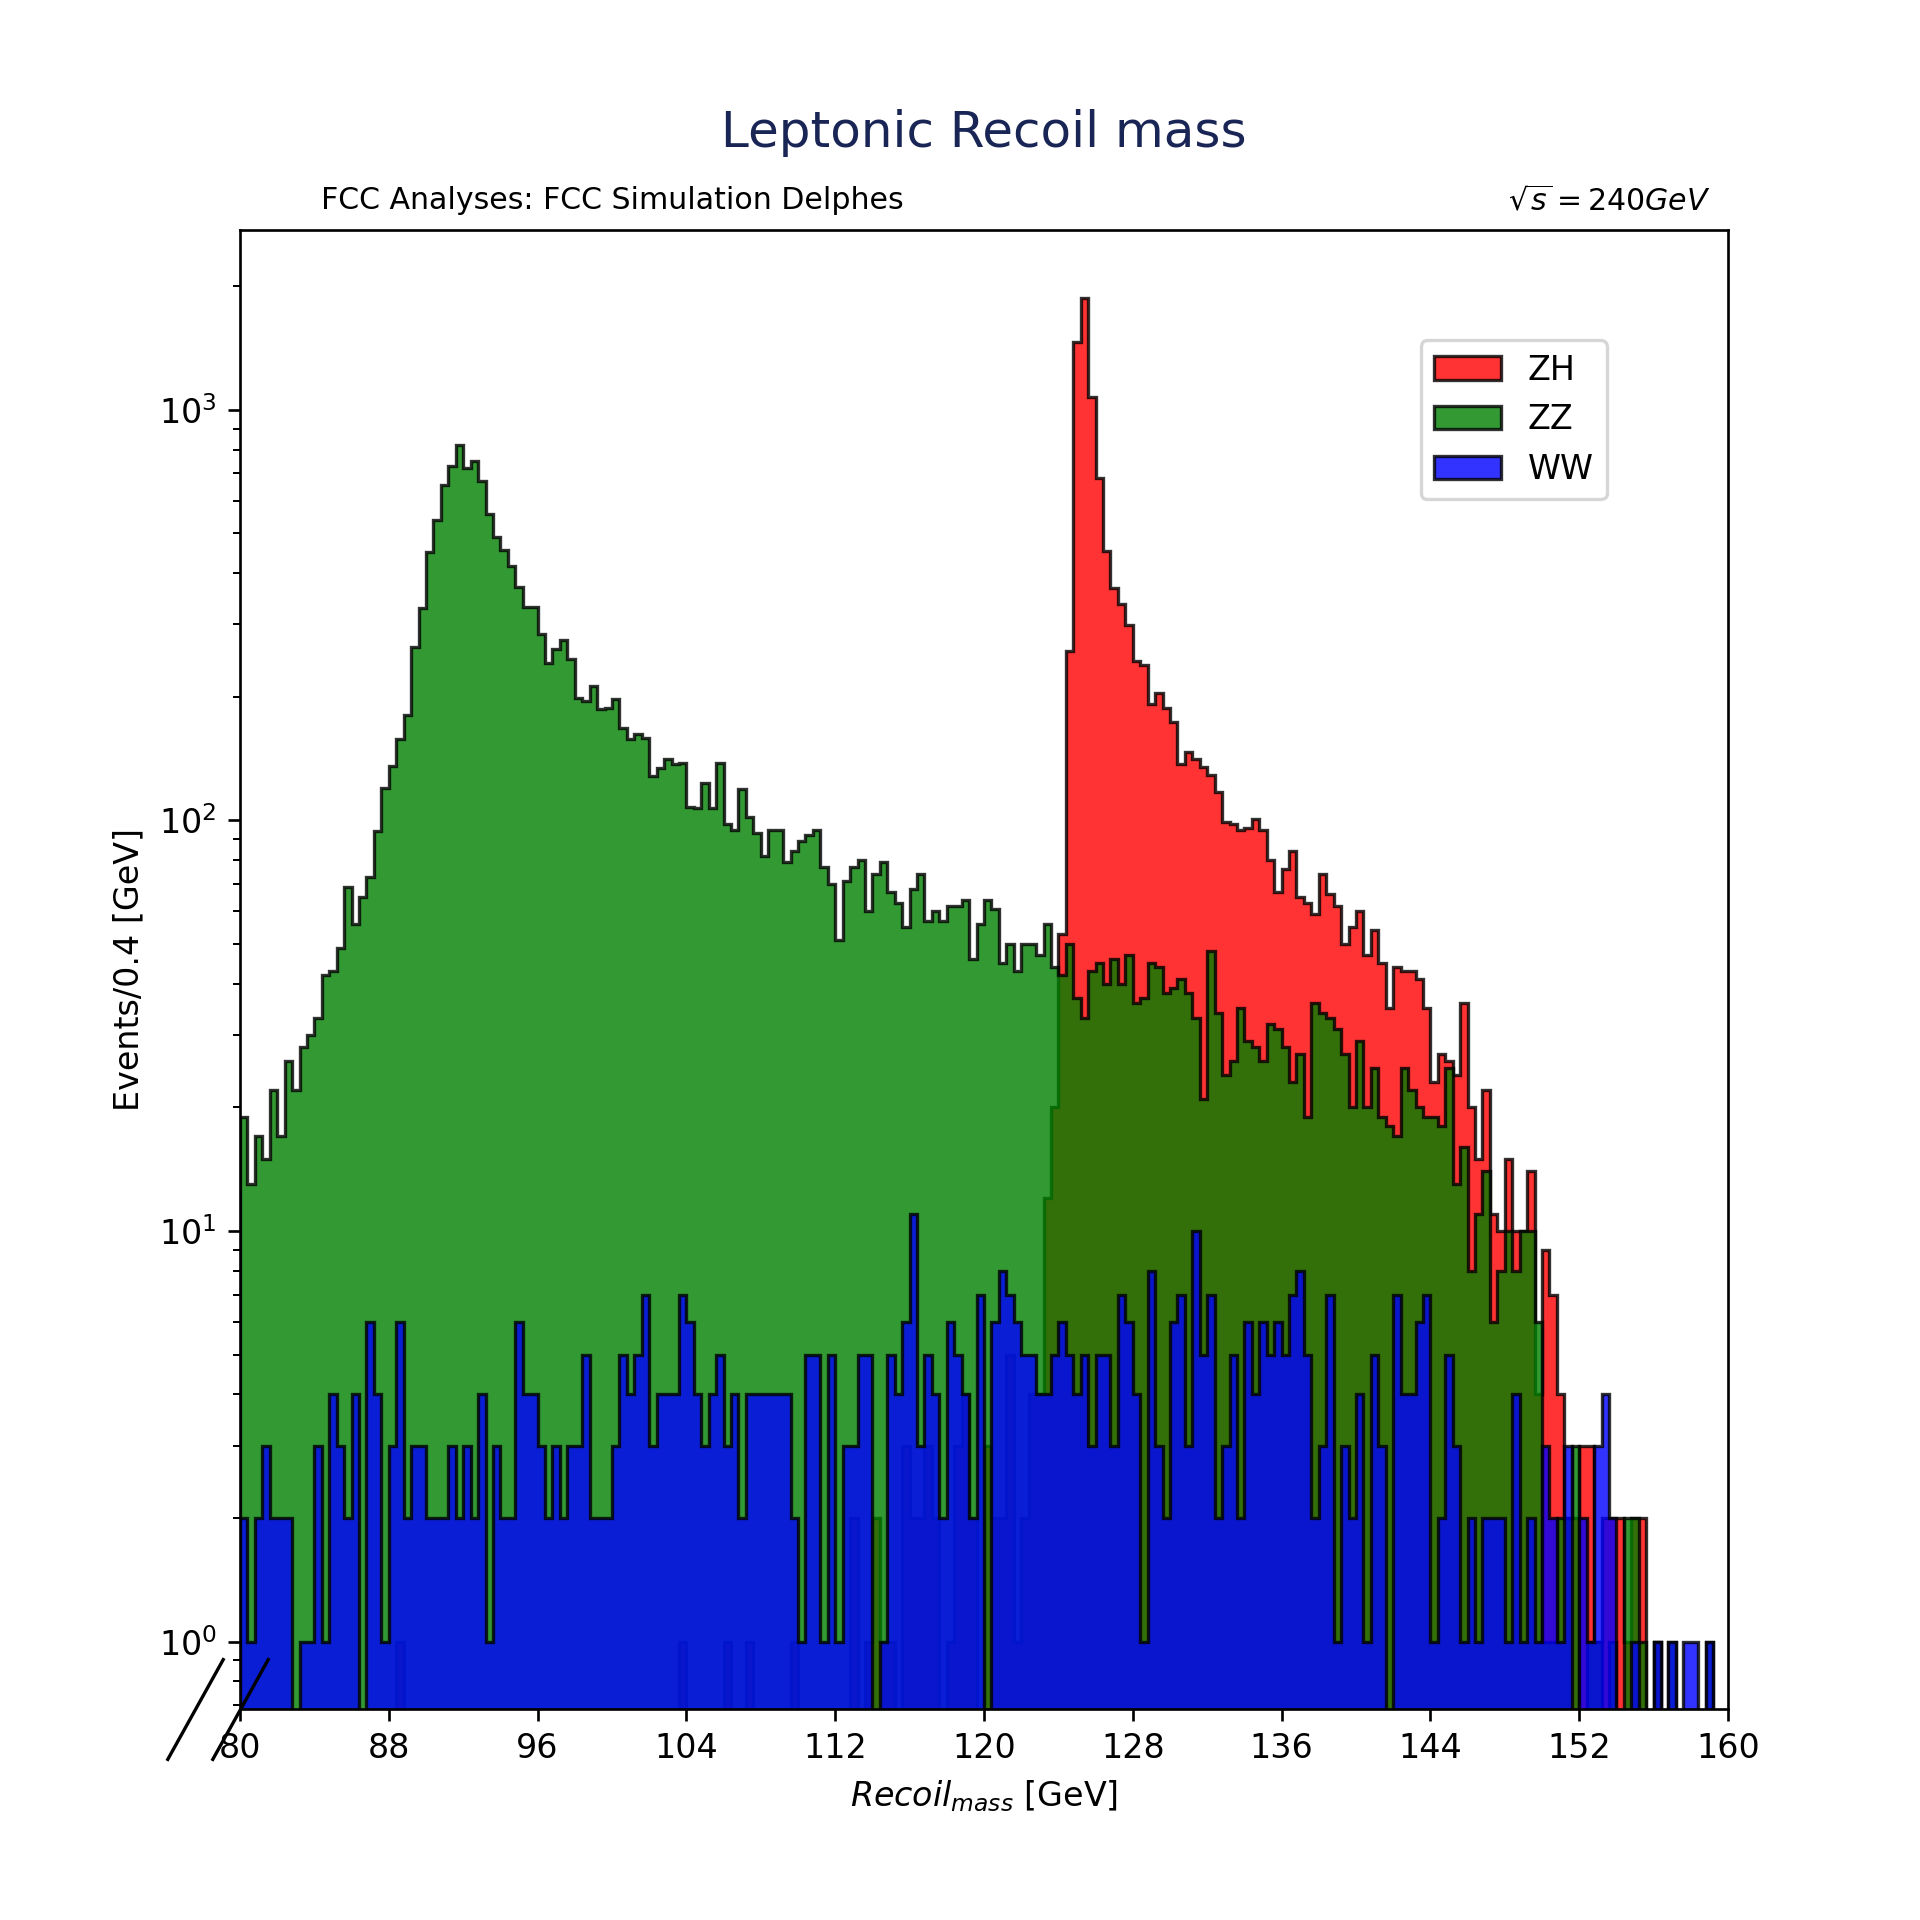 Leptonic Recoil mass
FCC Analyses: FCC Simulation Delphes
√s = 240GeV
ZH
ZZ
WW
Events/0.4 [GeV]
10³
10²
10¹
10⁰
80 88 96 104 112 120 128 136 144 152 160
Recoil_mass [GeV]